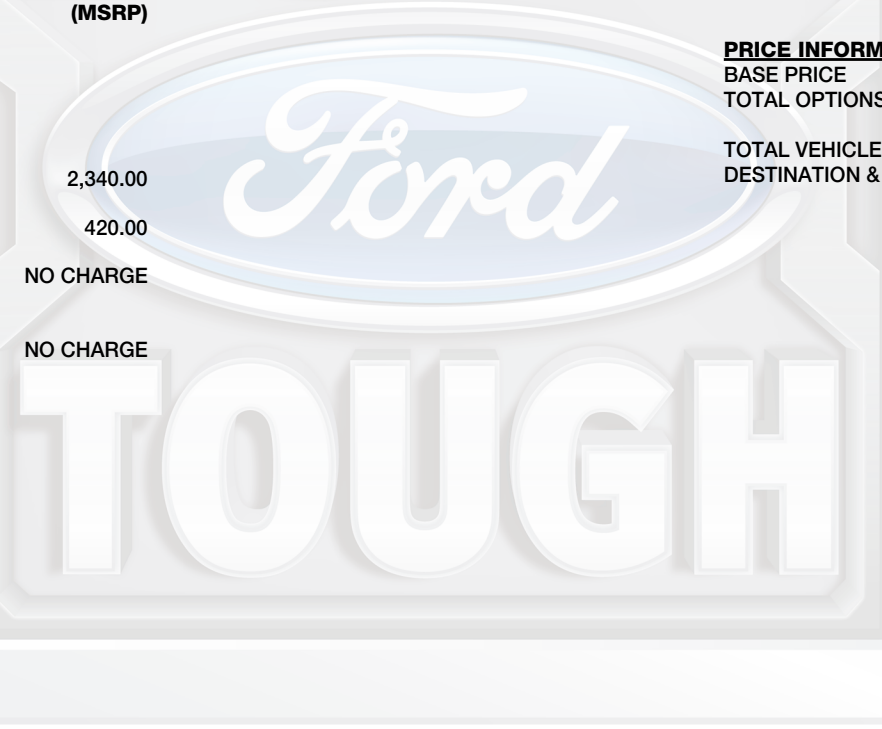 (MSRP)
2,340.00
420.00
NO CHARGE
NO CHARGE
PRICE INFORM
BASE PRICE
TOTAL OPTIONS
TOTAL VEHICLE
DESTINATION &
Ford
TOUGH